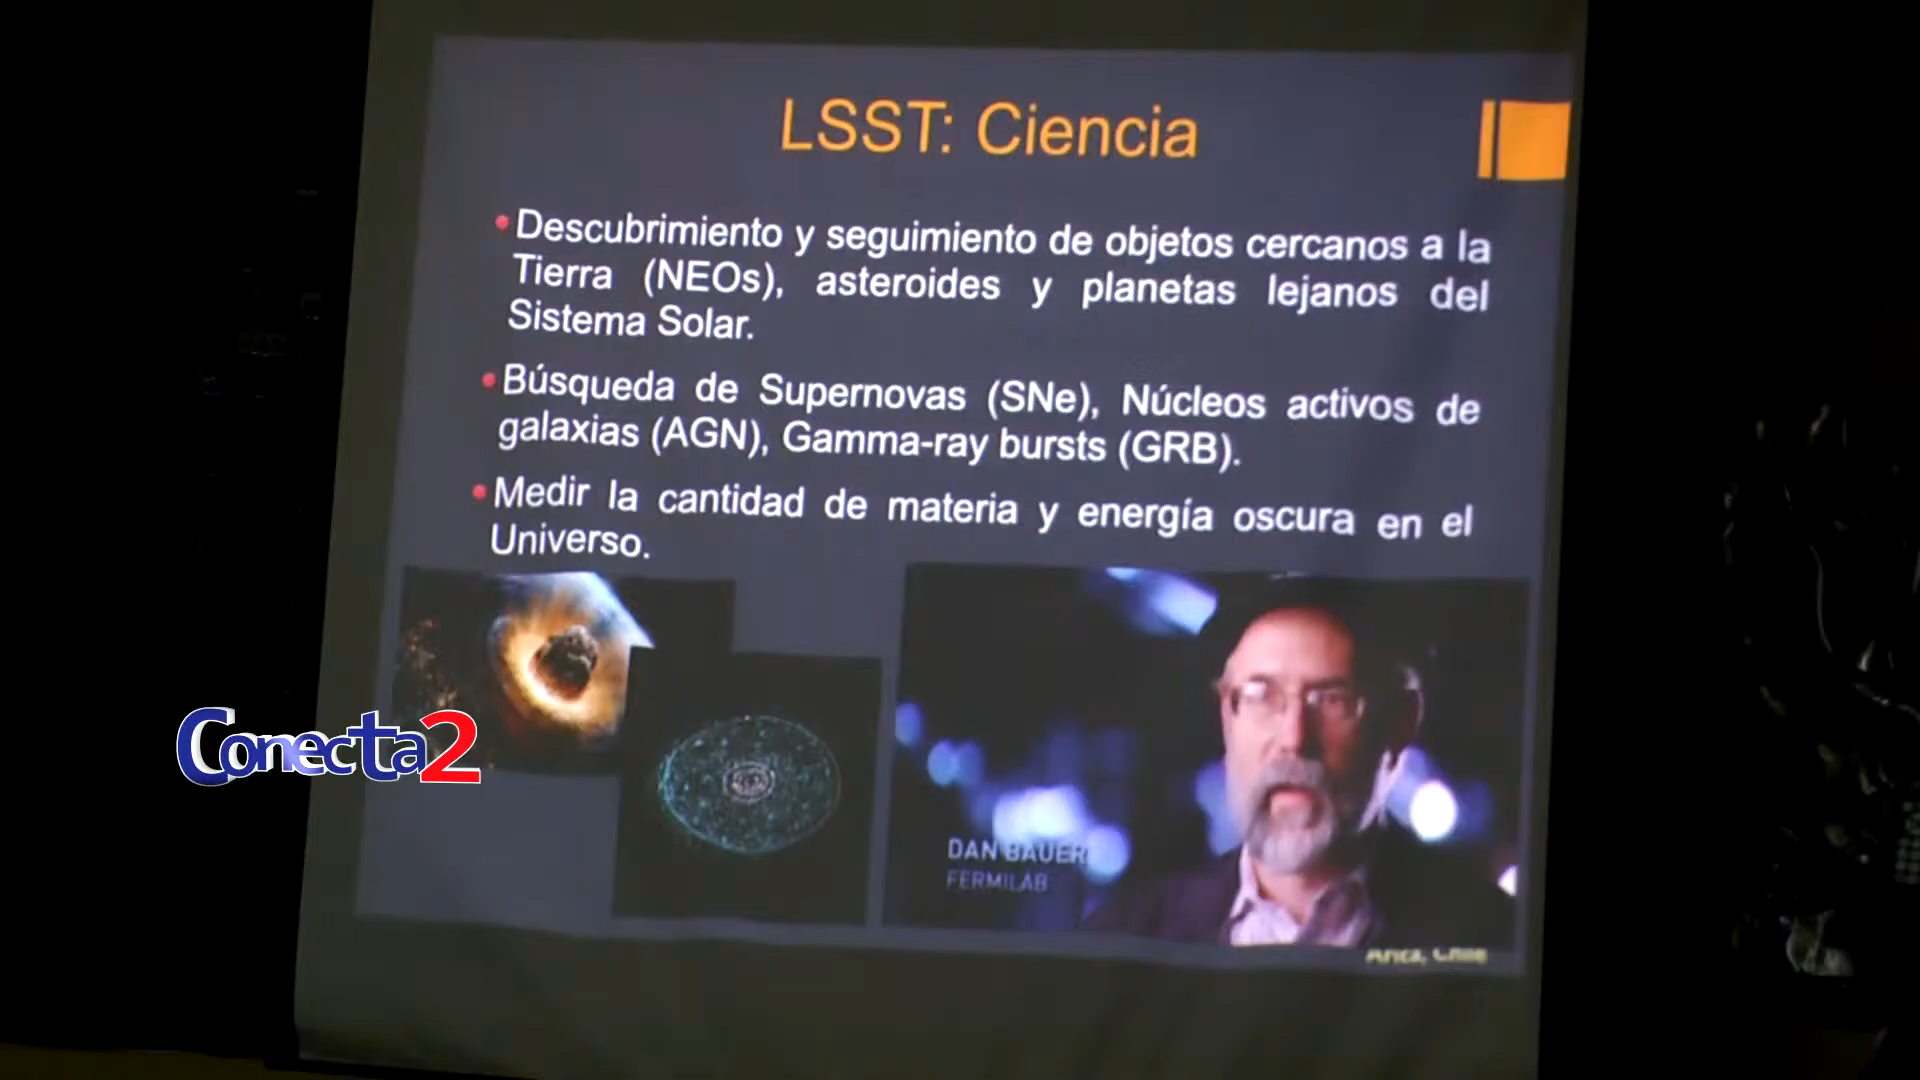 LSST: Ciencia
•Descubrimiento y seguimiento de objetos cercanos a la
Tierra (NEOs), asteroides y planetas lejanos del
Sistema Solar.
•Búsqueda de Supernovas (SNe), Núcleos activos de
galaxias (AGN), Gamma-ray bursts (GRB).
•Medir la cantidad de materia y energía oscura en el
Universo.
Conecta2
DAN BAUER
FERMILAB
Arica, Chile